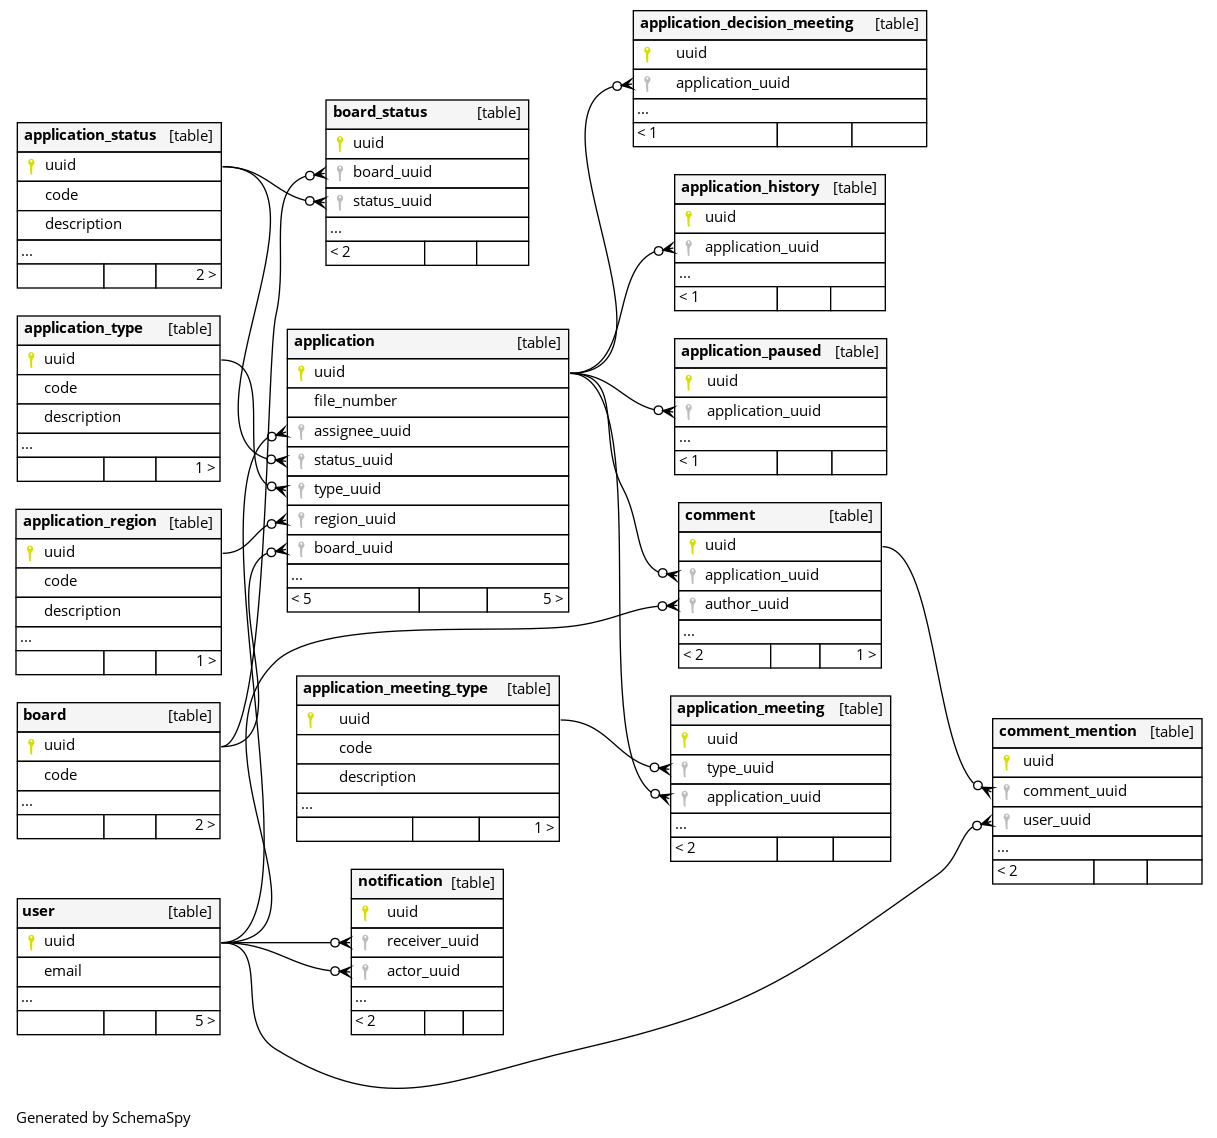 application_status [table]
uuid
code
description
...
2 >
application_type [table]
uuid
code
description
...
1 >
application_region [table]
uuid
code
description
...
1 >
board [table]
uuid
code
...
2 >
user [table]
uuid
email
...
5 >
board_status [table]
uuid
board_uuid
status_uuid
...
< 2
application [table]
uuid
file_number
assignee_uuid
status_uuid
type_uuid
region_uuid
board_uuid
...
< 5 5 >
application_meeting_type [table]
uuid
code
description
...
1 >
notification [table]
uuid
receiver_uuid
actor_uuid
...
< 2
application_decision_meeting [table]
uuid
application_uuid
...
< 1
application_history [table]
uuid
application_uuid
...
< 1
application_paused [table]
uuid
application_uuid
...
< 1
comment [table]
uuid
application_uuid
author_uuid
...
< 2 1 >
application_meeting [table]
uuid
type_uuid
application_uuid
...
< 2
comment_mention [table]
uuid
comment_uuid
user_uuid
...
< 2
Generated by SchemaSpy